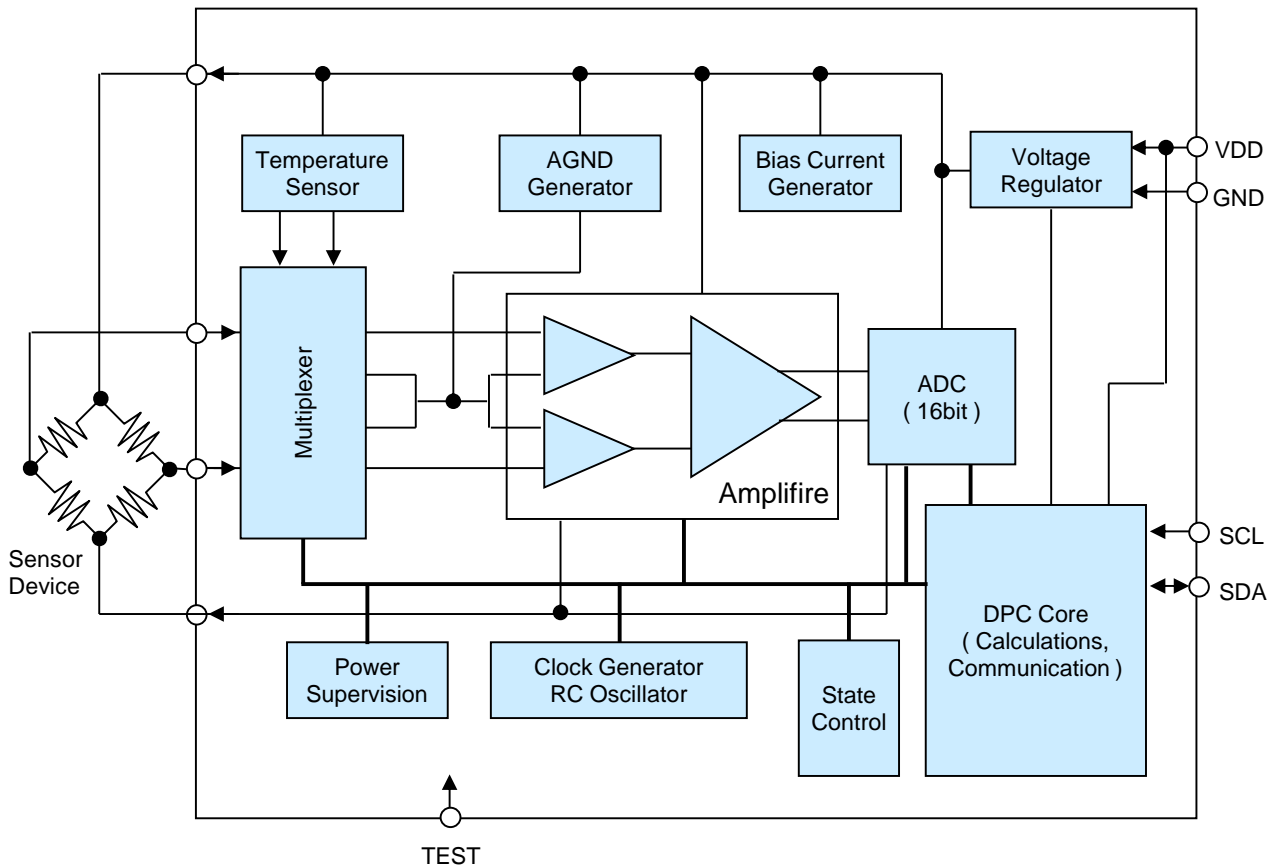 Temperature
Sensor
AGND
Generator
Bias Current
Generator
Voltage
Regulator
VDD
GND
Multiplexer
ADC
( 16bit )
Amplifire
Sensor
Device
SCL
SDA
DPC Core
( Calculations,
Communication )
Power
Supervision
Clock Generator
RC Oscillator
State
Control
TEST